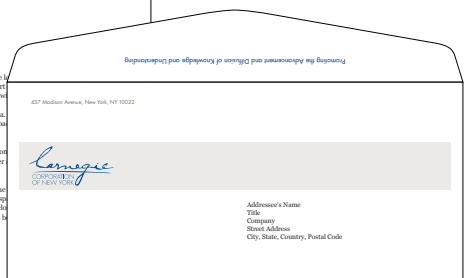 Promoting the Advancement and Diffusion of Knowledge and Understanding
437 Madison Avenue, New York, NY 10022
Carnegie
CORPORATION
OF NEW YORK
Addressee's Name
Title
Company
Street Address
City, State, Country, Postal Code